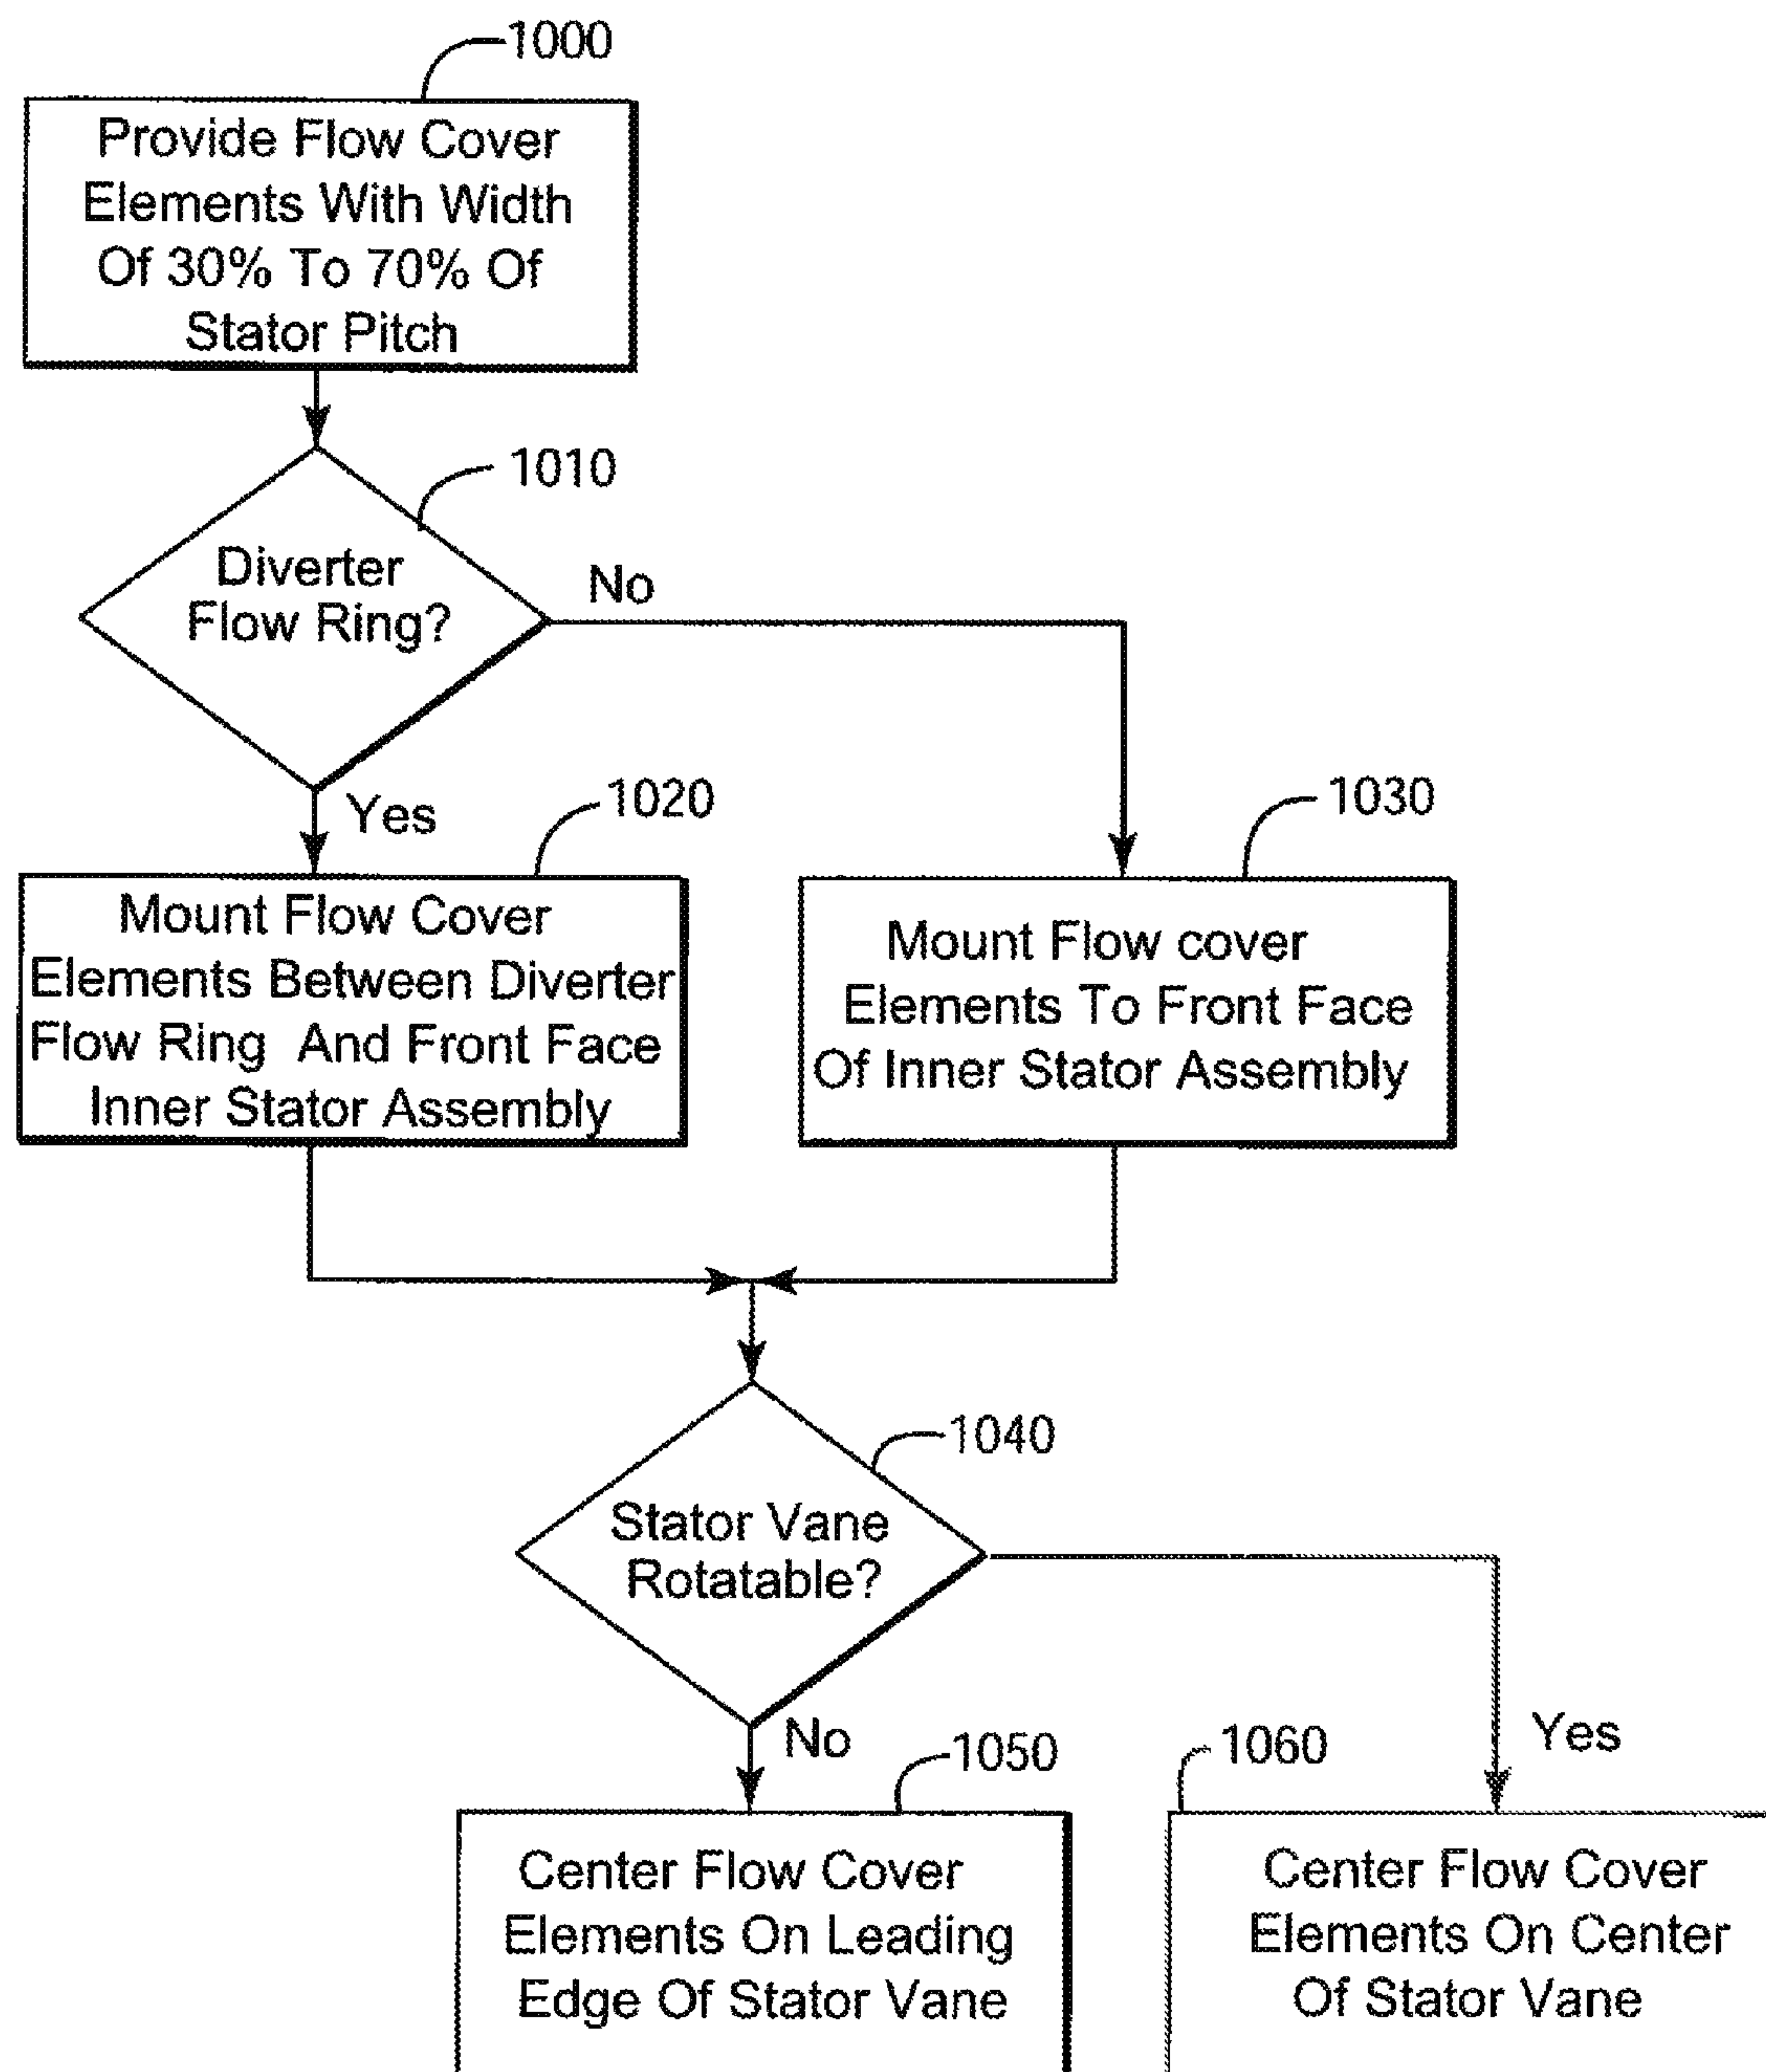 1000
Provide Flow Cover
Elements With Width
Of 30% To 70% Of
Stator Pitch
1010
Diverter
Flow Ring?
No
Yes
1020
Mount Flow Cover
Elements Between Diverter
Flow Ring And Front Face
Inner Stator Assembly
1030
Mount Flow cover
Elements To Front Face
Of Inner Stator Assembly
1040
Stator Vane
Rotatable?
No
1050
Center Flow Cover
Elements On Leading
Edge Of Stator Vane
1060
Yes
Center Flow Cover
Elements On Center
Of Stator Vane